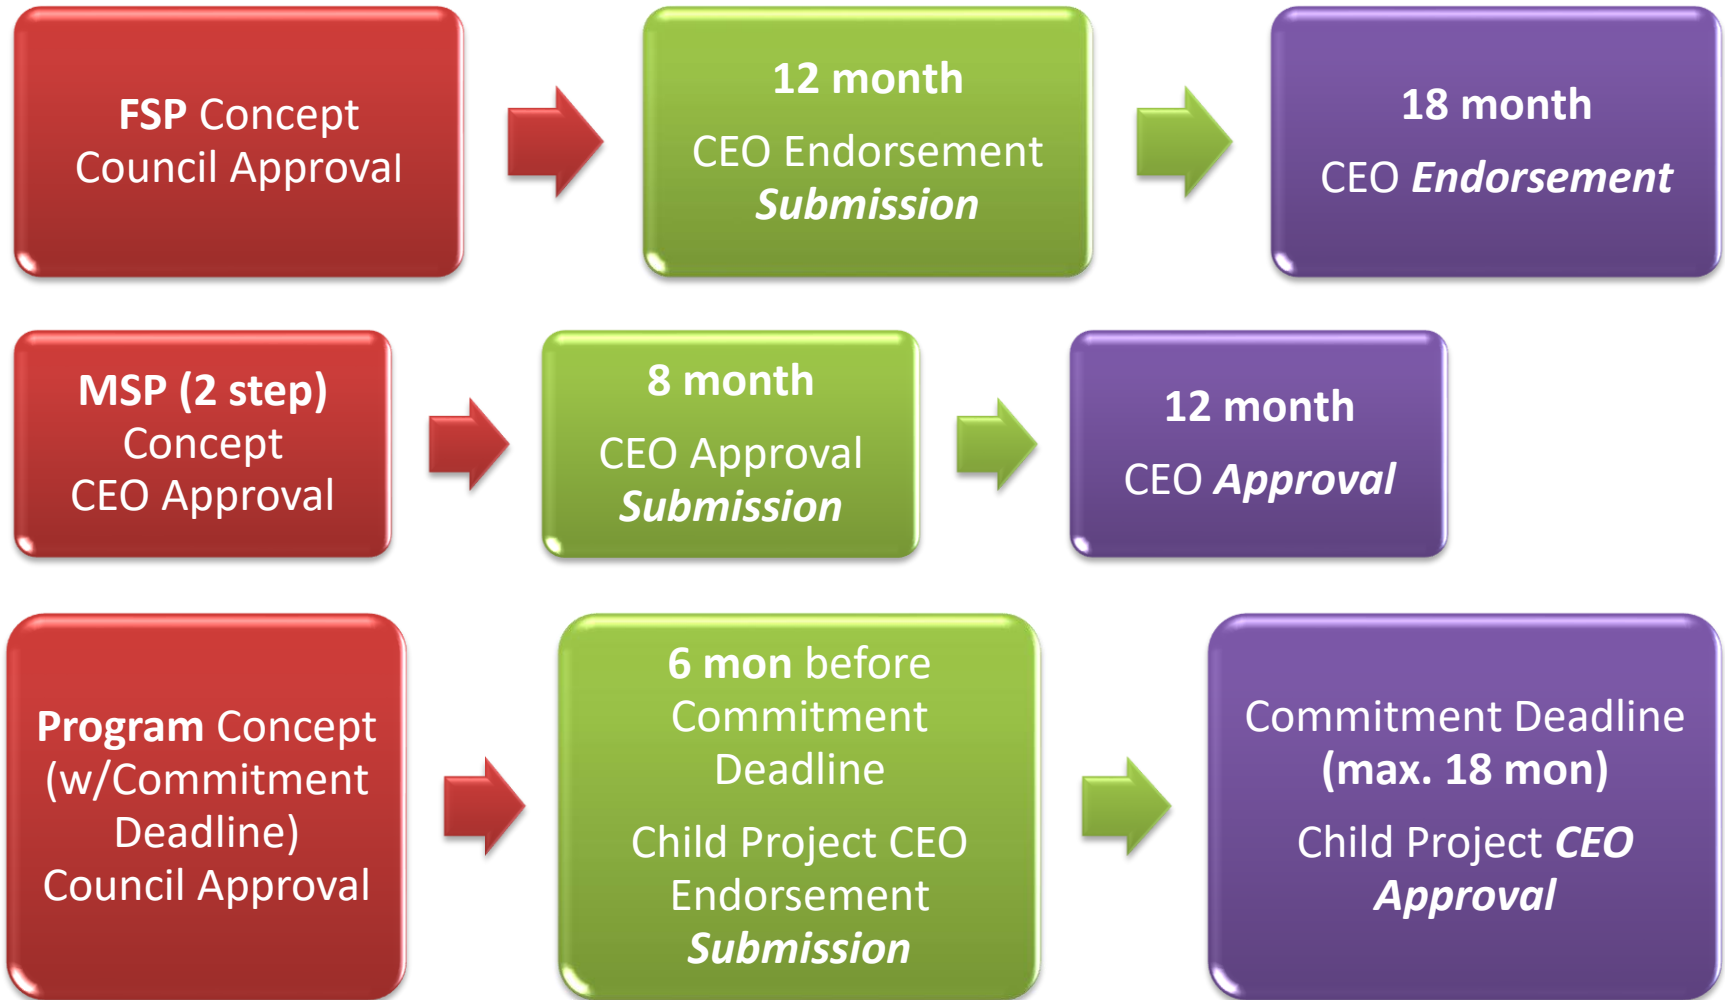 FSP Concept
Council Approval
12 month
CEO Endorsement
Submission
18 month
CEO Endorsement
MSP (2 step)
Concept
CEO Approval
8 month
CEO Approval
Submission
12 month
CEO Approval
Program Concept
(w/Commitment
Deadline)
Council Approval
6 mon before
Commitment
Deadline
Child Project CEO
Endorsement
Submission
Commitment Deadline
(max. 18 mon)
Child Project CEO
Approval